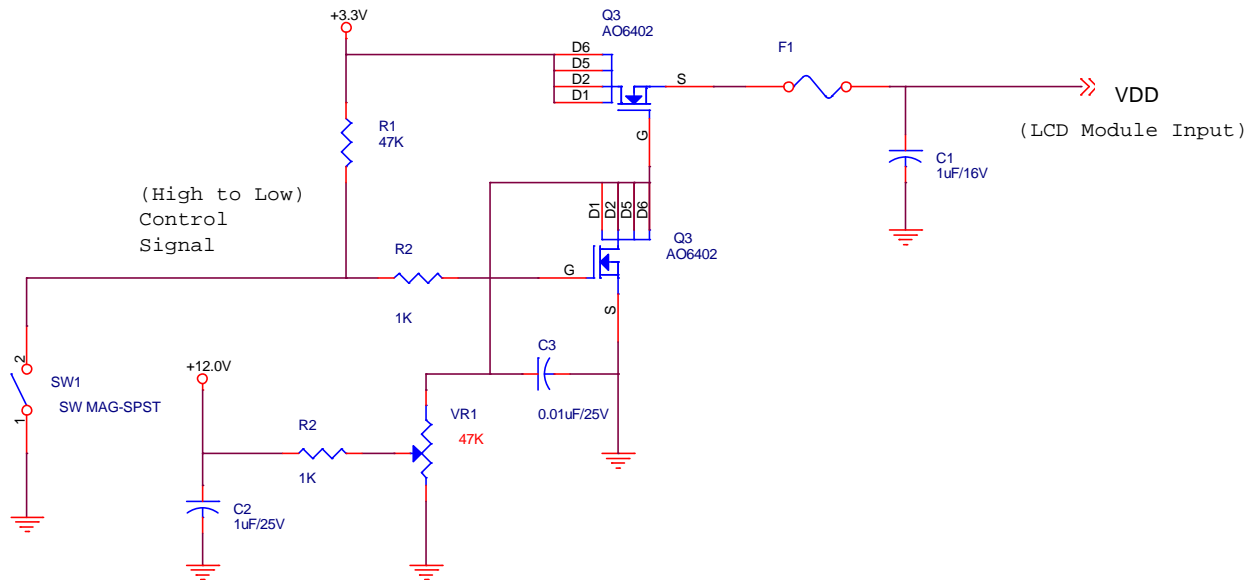 +3.3V
Q3
AO6402
D6
D5
D2
D1
S
G
F1
VDD
(LCD Module Input)
R1
47K
C1
1uF/16V
(High to Low)
Control
Signal
D1
D2
D5
D6
Q3
AO6402
R2
G
1K
S
2
SW1
SW MAG-SPST
1
+12.0V
C3
0.01uF/25V
VR1
47K
R2
1K
C2
1uF/25V